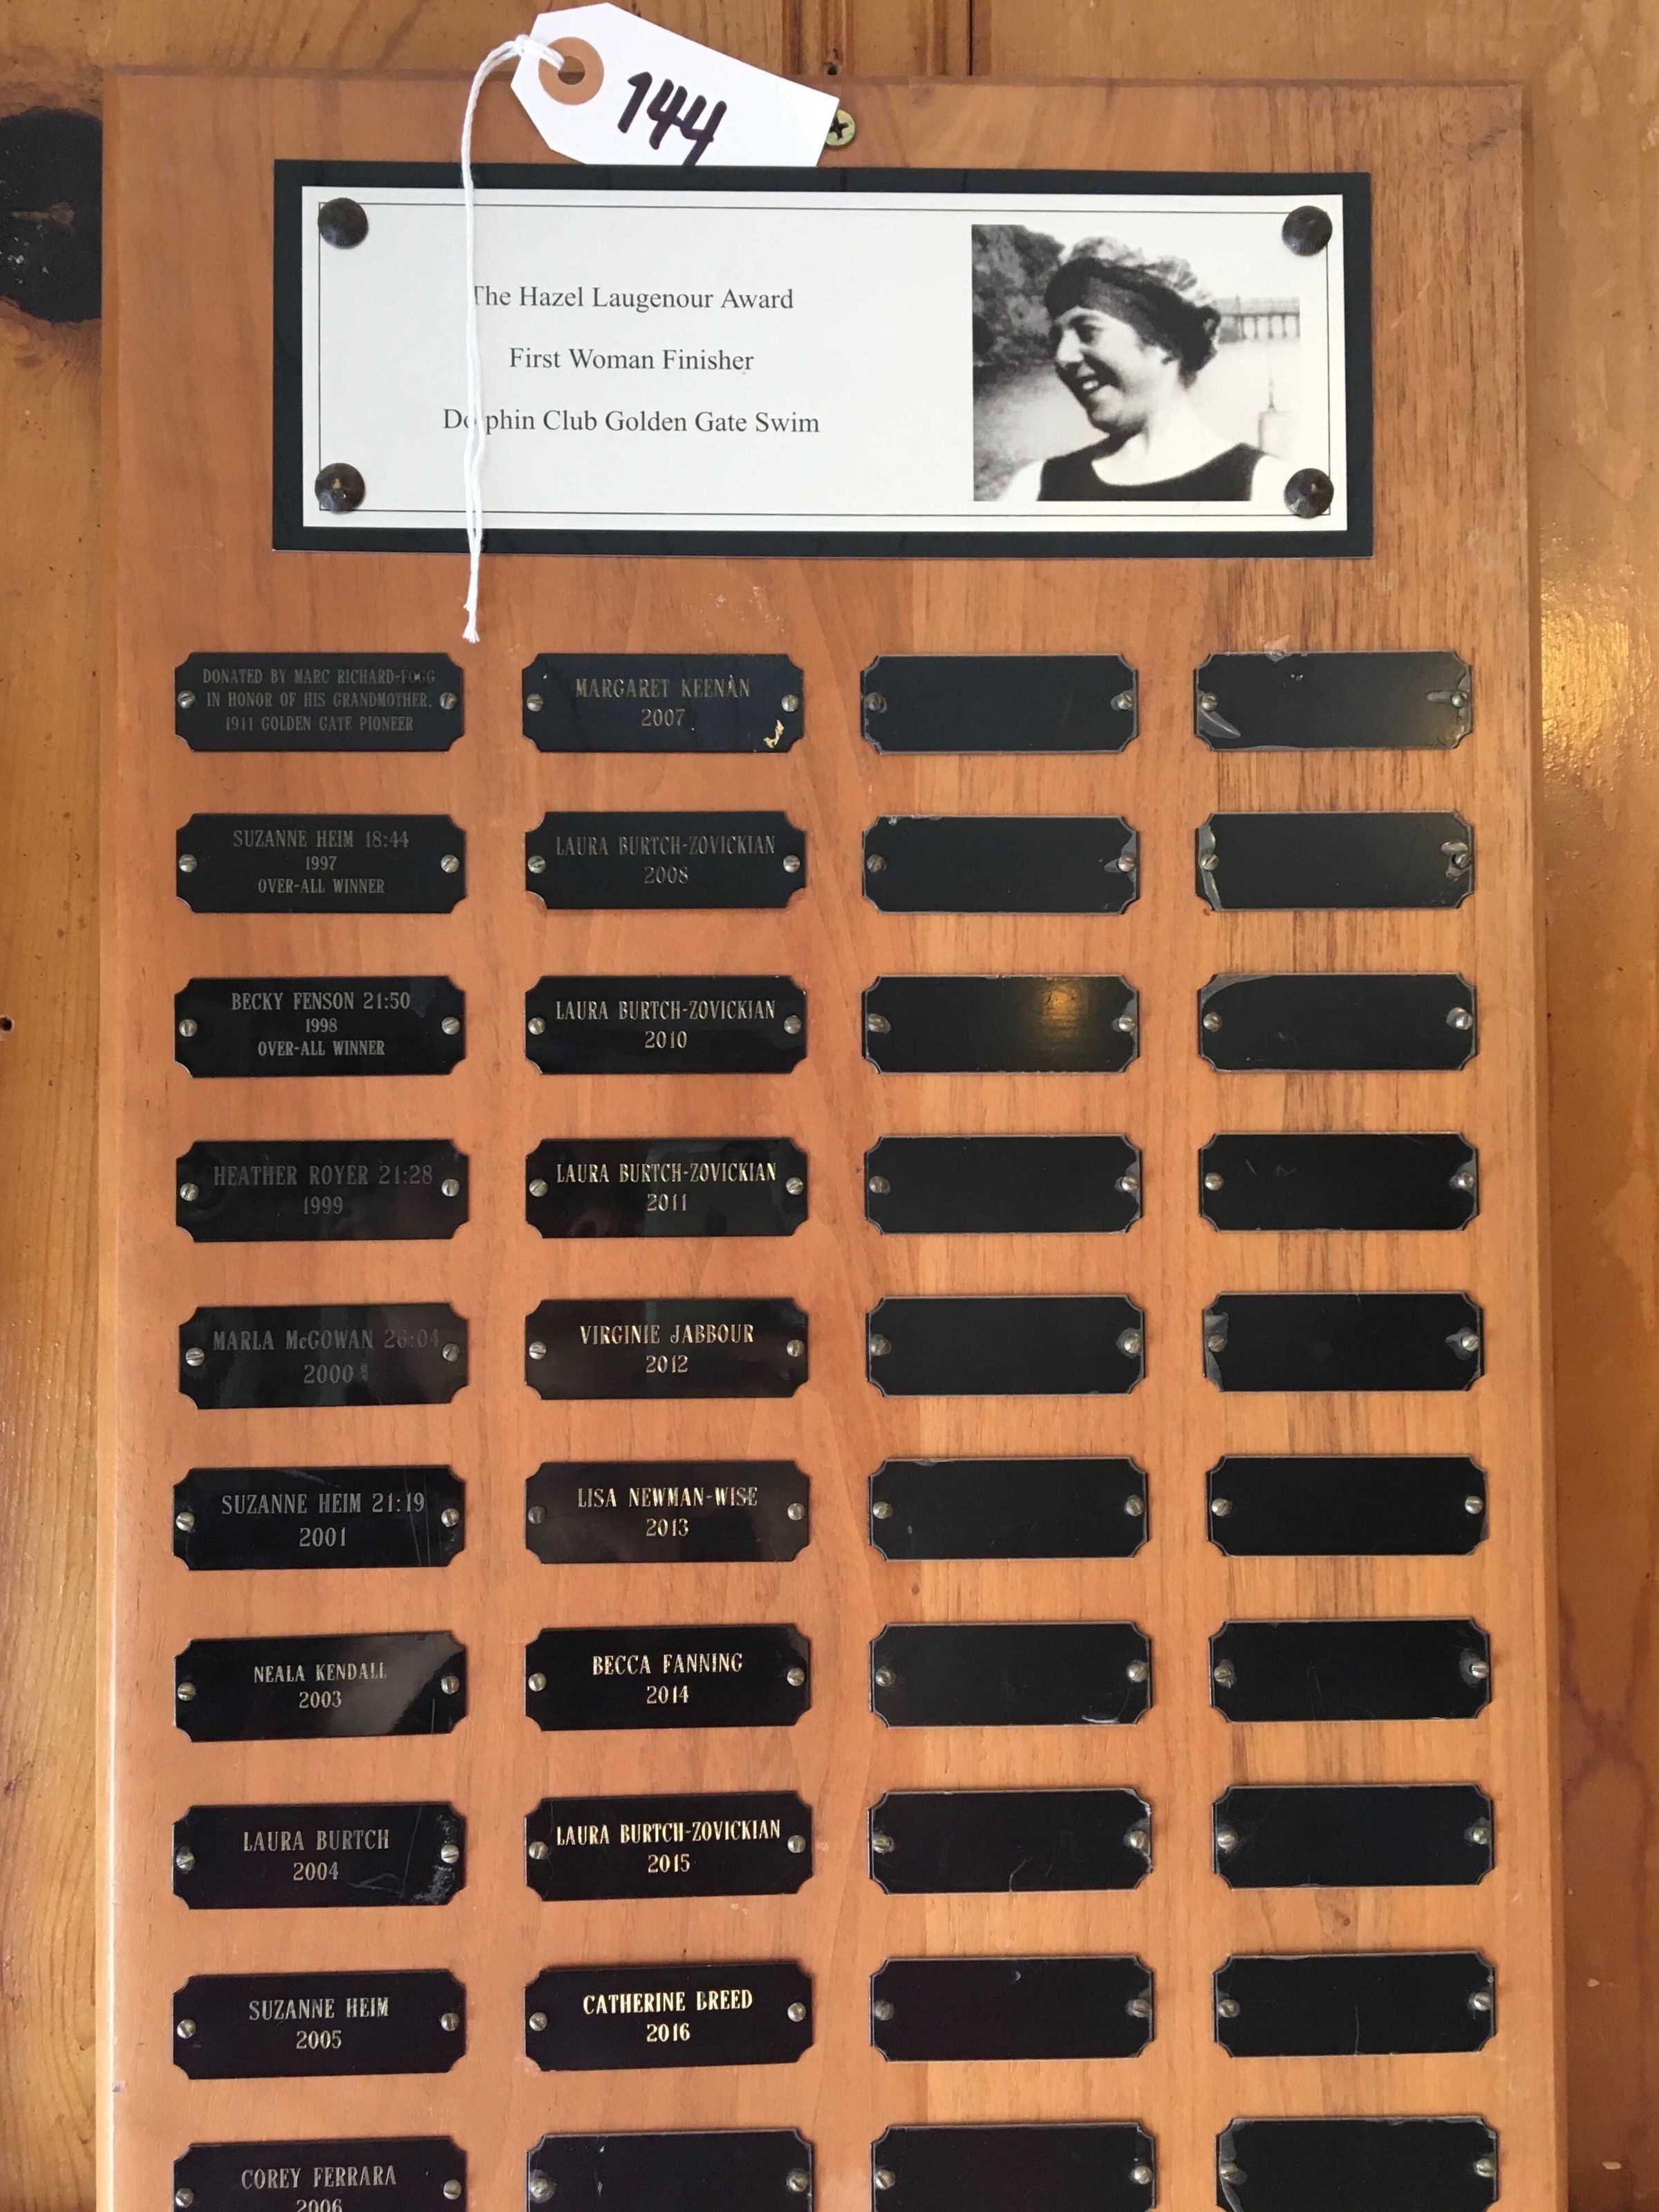 144
The Hazel Laugenour Award
First Woman Finisher
Dolphin Club Golden Gate Swim
DONATED BY MARC RICHARD-FOGG
IN HONOR OF HIS GRANDMOTHER,
1911 GOLDEN GATE PIONEER
SUZANNE HEIM 18:44
1997
OVER-ALL WINNER
BECKY FENSON 21:50
1998
OVER-ALL WINNER
HEATHER ROYER 21:28
1999
MARLA McGOWAN 26:04
2000
SUZANNE HEIM 21:19
2001
NEALA KENDALL
2003
LAURA BURTCH
2004
SUZANNE HEIM
2005
COREY FERRARA
2006
MARGARET KEENAN
2007
LAURA BURTCH-ZOVICKIAN
2008
LAURA BURTCH-ZOVICKIAN
2010
LAURA BURTCH-ZOVICKIAN
2011
VIRGINIE JABBOUR
2012
LISA NEWMAN-WISE
2013
BECCA FANNING
2014
LAURA BURTCH-ZOVICKIAN
2015
CATHERINE BREED
2016